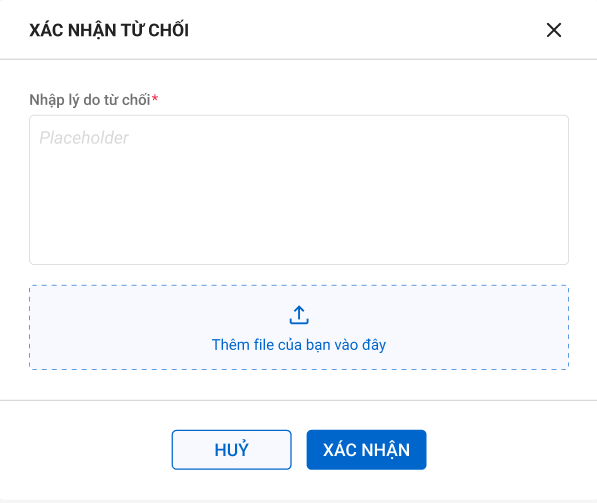 XÁC NHẬN TỪ CHỐI
Nhập lý do từ chối*
Placeholder
Thêm file của bạn vào đây
HUỶ
XÁC NHẬN